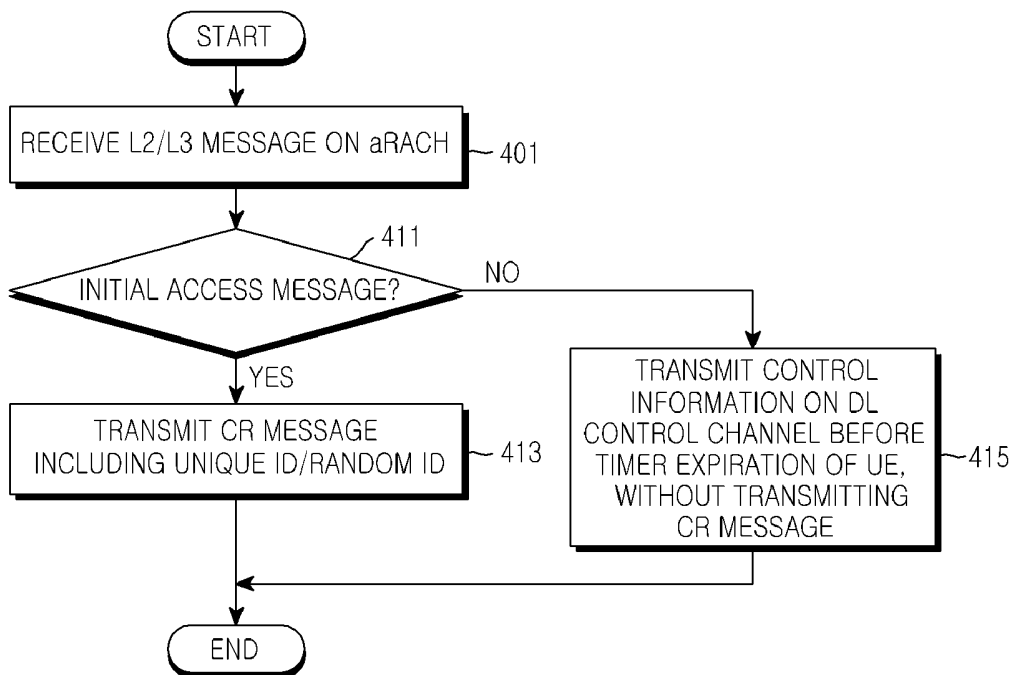 START
RECEIVE L2/L3 MESSAGE ON aRACH
401
411
INITIAL ACCESS MESSAGE?
NO
YES
TRANSMIT CR MESSAGE
INCLUDING UNIQUE ID/RANDOM ID
413
TRANSMIT CONTROL
INFORMATION ON DL
CONTROL CHANNEL BEFORE
TIMER EXPIRATION OF UE,
WITHOUT TRANSMITTING
CR MESSAGE
415
END